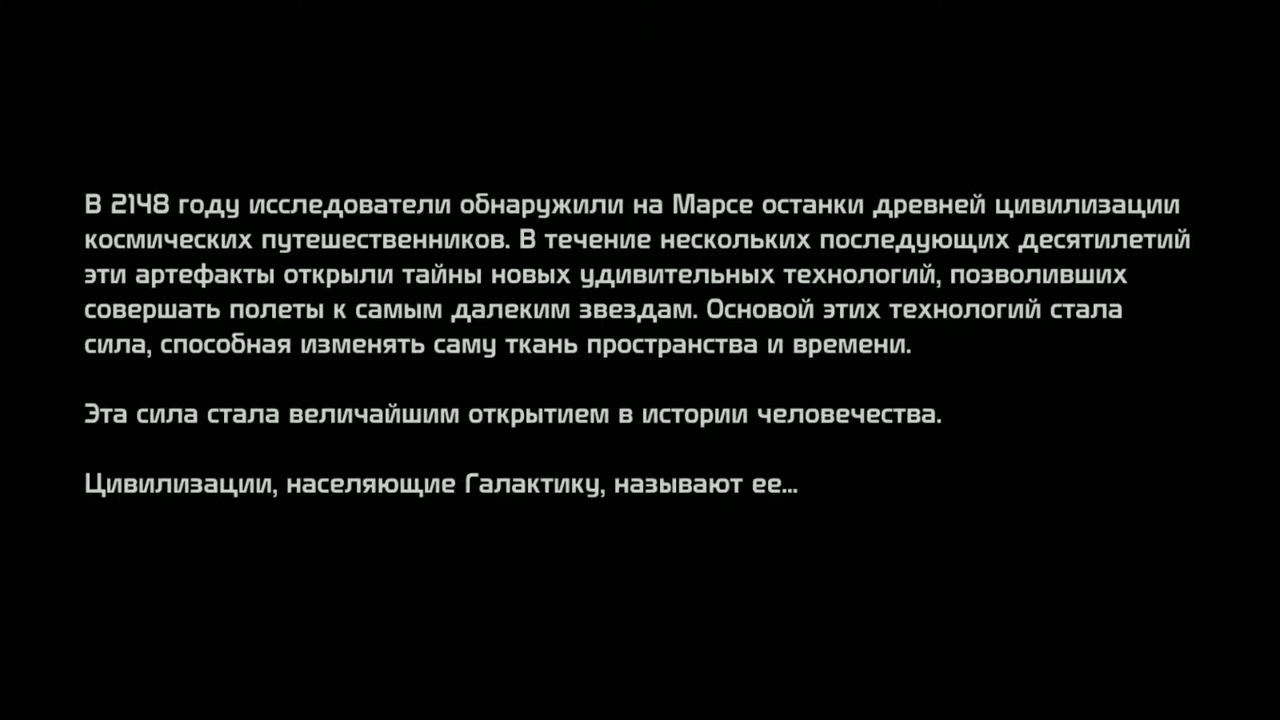 В 2148 году исследователи обнаружили на Марсе останки древней цивилизации
космических путешественников. В течение нескольких последующих десятилетий
эти артефакты открыли тайны новых удивительных технологий, позволивших
совершать полеты к самым далеким звездам. Основой этих технологий стала
сила, способная изменять саму ткань пространства и времени.
Эта сила стала величайшим открытием в истории человечества.
Цивилизации, населяющие Галактику, называют ее...